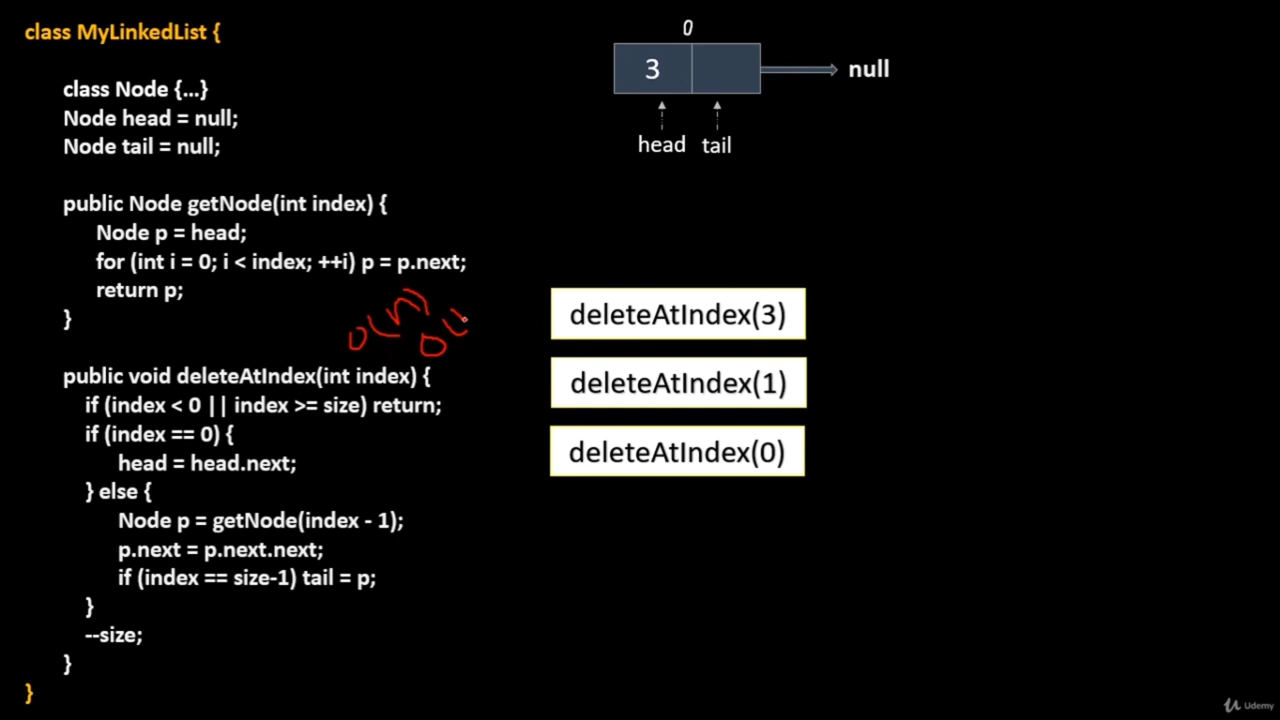 class MyLinkedList {
class Node {...}
Node head = null;
Node tail = null;
public Node getNode(int index) {
Node p = head;
for (int i = 0; i < index; ++i) p = p.next;
return p;
}
public void deleteAtIndex(int index) {
if (index < 0 || index >= size) return;
if (index == 0) {
head = head.next;
} else {
Node p = getNode(index - 1);
p.next = p.next.next;
if (index == size-1) tail = p;
}
--size;
}
}
O(n)
O(
0
3
null
head tail
deleteAtIndex(3)
deleteAtIndex(1)
deleteAtIndex(0)
Udemy